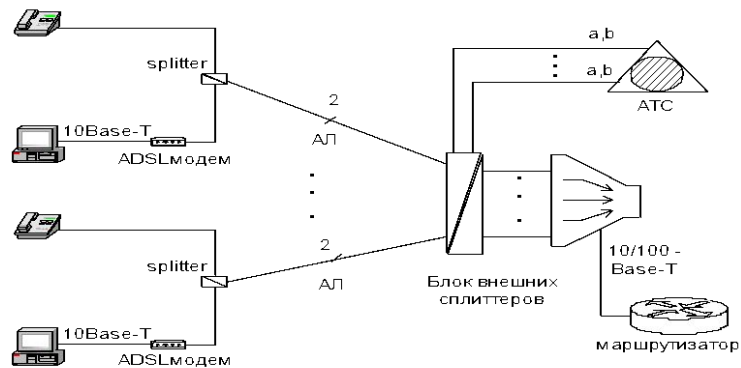 a,b
splitter
a,b
АТС
2
10Base-T
АЛ
ADSLмодем
2
splitter
АЛ
Блок внешних
сплиттеров
10/100 -
Base-T
10Base-T
ADSLмодем
маршрутизатор